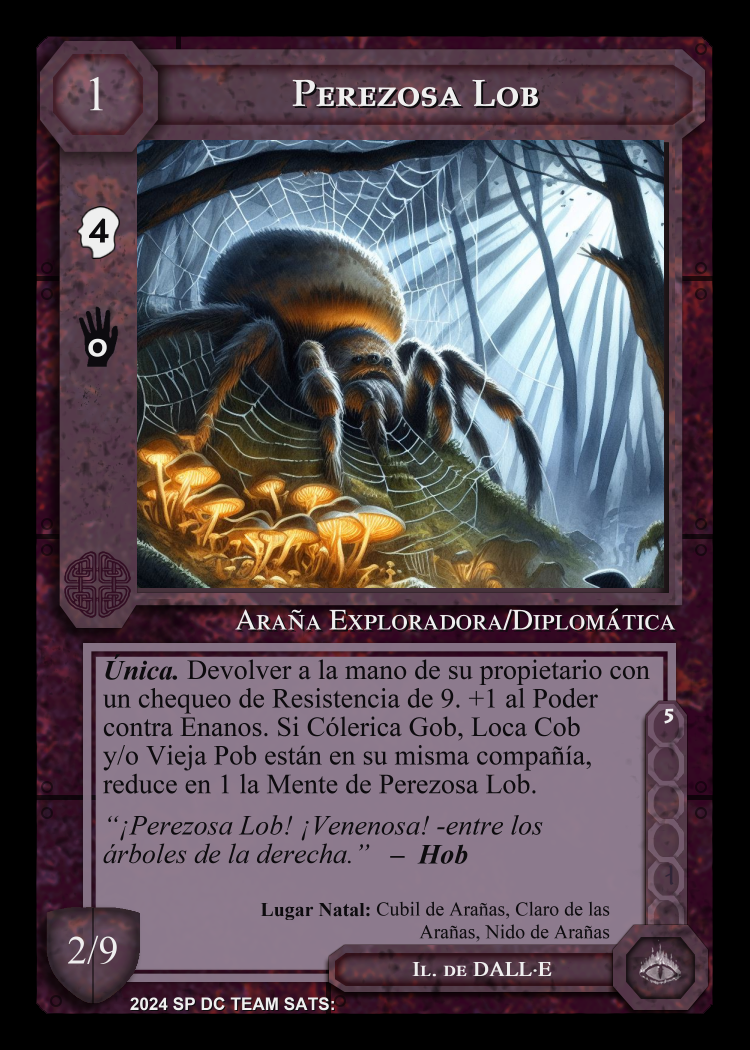 1
Perezosa Lob
4
0
Araña Exploradora/Diplomática
Única. Devolver a la mano de su propietario con
un chequeo de Resistencia de 9. +1 al Poder
contra Enanos. Si Cólerica Gob, Loca Cob
y/o Vieja Pob están en su misma compañía,
reduce en 1 la Mente de Perezosa Lob.
5
“¡Perezosa Lob! ¡Venenosa! -entre los
árboles de la derecha.” – Hob
Lugar Natal: Cubil de Arañas, Claro de las
Arañas, Nido de Arañas
2/9
Il. de DALL·E
2024 SP DC TEAM SATS: